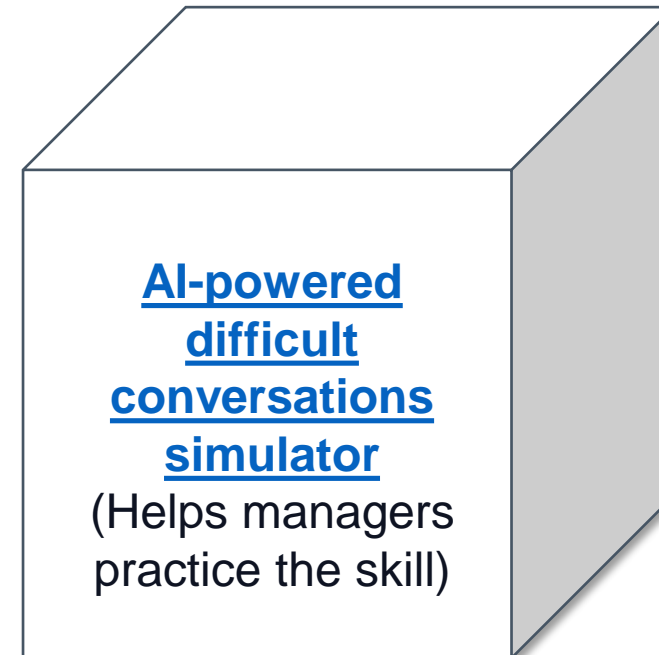 AI-powered
difficult
conversations
simulator
(Helps managers
practice the skill)